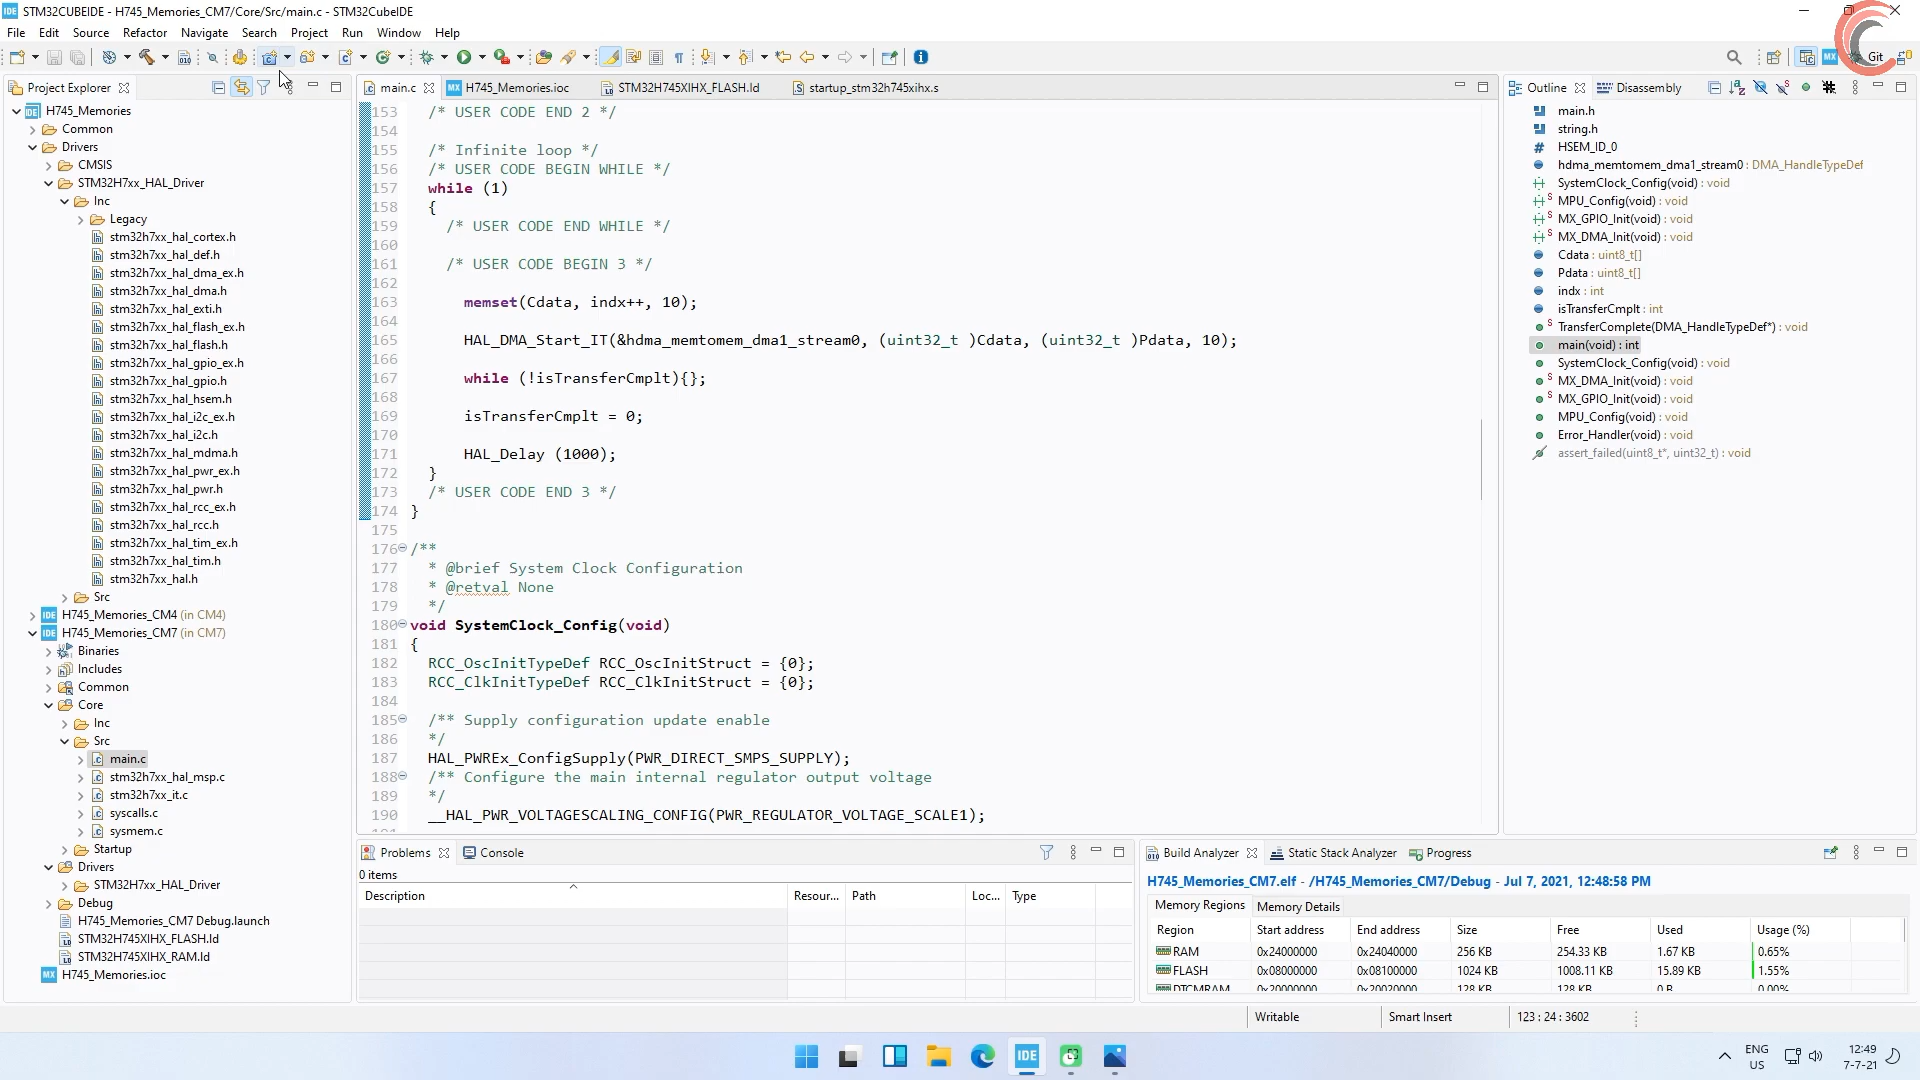 STM32CUBEIDE - H745_Memories_CM7/Core/Src/main.c - STM32CubeIDE
File Edit Source Refactor Navigate Search Project Run Window Help
Git
Project Explorer
H745_Memories
Common
Drivers
CMSIS
STM32H7xx_HAL_Driver
Inc
Legacy
stm32h7xx_hal_cortex.h
stm32h7xx_hal_def.h
stm32h7xx_hal_dma_ex.h
stm32h7xx_hal_dma.h
stm32h7xx_hal_exti.h
stm32h7xx_hal_flash_ex.h
stm32h7xx_hal_flash.h
stm32h7xx_hal_gpio_ex.h
stm32h7xx_hal_gpio.h
stm32h7xx_hal_hsem.h
stm32h7xx_hal_i2c_ex.h
stm32h7xx_hal_i2c.h
stm32h7xx_hal_mdma.h
stm32h7xx_hal_pwr_ex.h
stm32h7xx_hal_pwr.h
stm32h7xx_hal_rcc_ex.h
stm32h7xx_hal_rcc.h
stm32h7xx_hal_tim_ex.h
stm32h7xx_hal_tim.h
stm32h7xx_hal.h
Src
H745_Memories_CM4 (in CM4)
H745_Memories_CM7 (in CM7)
Binaries
Includes
Common
Core
Inc
Src
main.c
stm32h7xx_hal_msp.c
stm32h7xx_it.c
syscalls.c
sysmem.c
Startup
Drivers
STM32H7xx_HAL_Driver
Debug
H745_Memories_CM7 Debug.launch
STM32H745XIHX_FLASH.ld
STM32H745XIHX_RAM.ld
H745_Memories.ioc
main.c H745_Memories.ioc STM32H745XIHX_FLASH.ld startup_stm32h745xihx.s
153 /* USER CODE END 2 */
154
155 /* Infinite loop */
156 /* USER CODE BEGIN WHILE */
157 while (1)
158 {
159 /* USER CODE END WHILE */
160
161 /* USER CODE BEGIN 3 */
162
163 memset(Cdata, indx++, 10);
164
165 HAL_DMA_Start_IT(&hdma_memtomem_dma1_stream0, (uint32_t )Cdata, (uint32_t )Pdata, 10);
166
167 while (!isTransferCmplt){};
168
169 isTransferCmplt = 0;
170
171 HAL_Delay (1000);
172 }
173 /* USER CODE END 3 */
174 }
175
176 /**
177 * @brief System Clock Configuration
178 * @retval None
179 */
180 void SystemClock_Config(void)
181 {
182 RCC_OscInitTypeDef RCC_OscInitStruct = {0};
183 RCC_ClkInitTypeDef RCC_ClkInitStruct = {0};
184
185 /** Supply configuration update enable
186 */
187 HAL_PWREx_ConfigSupply(PWR_DIRECT_SMPS_SUPPLY);
188 /** Configure the main internal regulator output voltage
189 */
190 __HAL_PWR_VOLTAGESCALING_CONFIG(PWR_REGULATOR_VOLTAGE_SCALE1);
Outline Disassembly
main.h
string.h
HSEM_ID_0
hdma_memtomem_dma1_stream0 : DMA_HandleTypeDef
SystemClock_Config(void) : void
MPU_Config(void) : void
MX_GPIO_Init(void) : void
MX_DMA_Init(void) : void
Cdata : uint8_t[]
Pdata : uint8_t[]
indx : int
isTransferCmplt : int
TransferComplete(DMA_HandleTypeDef*) : void
main(void) : int
SystemClock_Config(void) : void
MX_DMA_Init(void) : void
MX_GPIO_Init(void) : void
MPU_Config(void) : void
Error_Handler(void) : void
assert_failed(uint8_t*, uint32_t) : void
Problems Console
0 items
Description Resour... Path Loc... Type
Build Analyzer Static Stack Analyzer Progress
H745_Memories_CM7.elf - /H745_Memories_CM7/Debug - Jul 7, 2021, 12:48:58 PM
Memory Regions Memory Details
Region Start address End address Size Free Used Usage (%)
RAM 0x24000000 0x24040000 256 KB 254.33 KB 1.67 KB 0.65%
FLASH 0x08000000 0x08100000 1024 KB 1008.11 KB 15.89 KB 1.55%
DTCMRAM 0x20000000 0x20020000 128 KB 128 KB 0 B 0.00%
Writable Smart Insert 123 : 24 : 3602
IDE
ENG 12:49
US 7-7-21